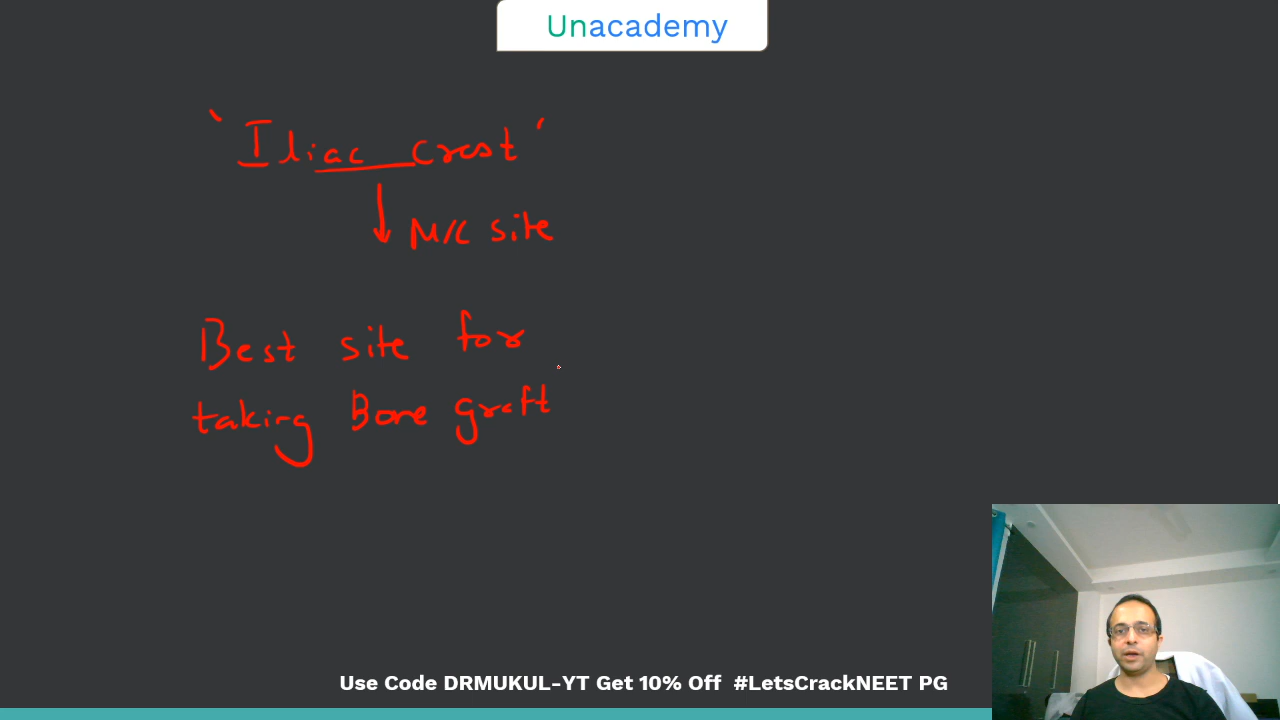 Unacademy
'Iliac crest'
↓ M/C site
Best site for
taking Bone graft
Use Code DRMUKUL-YT Get 10% Off #LetsCrackNEET PG